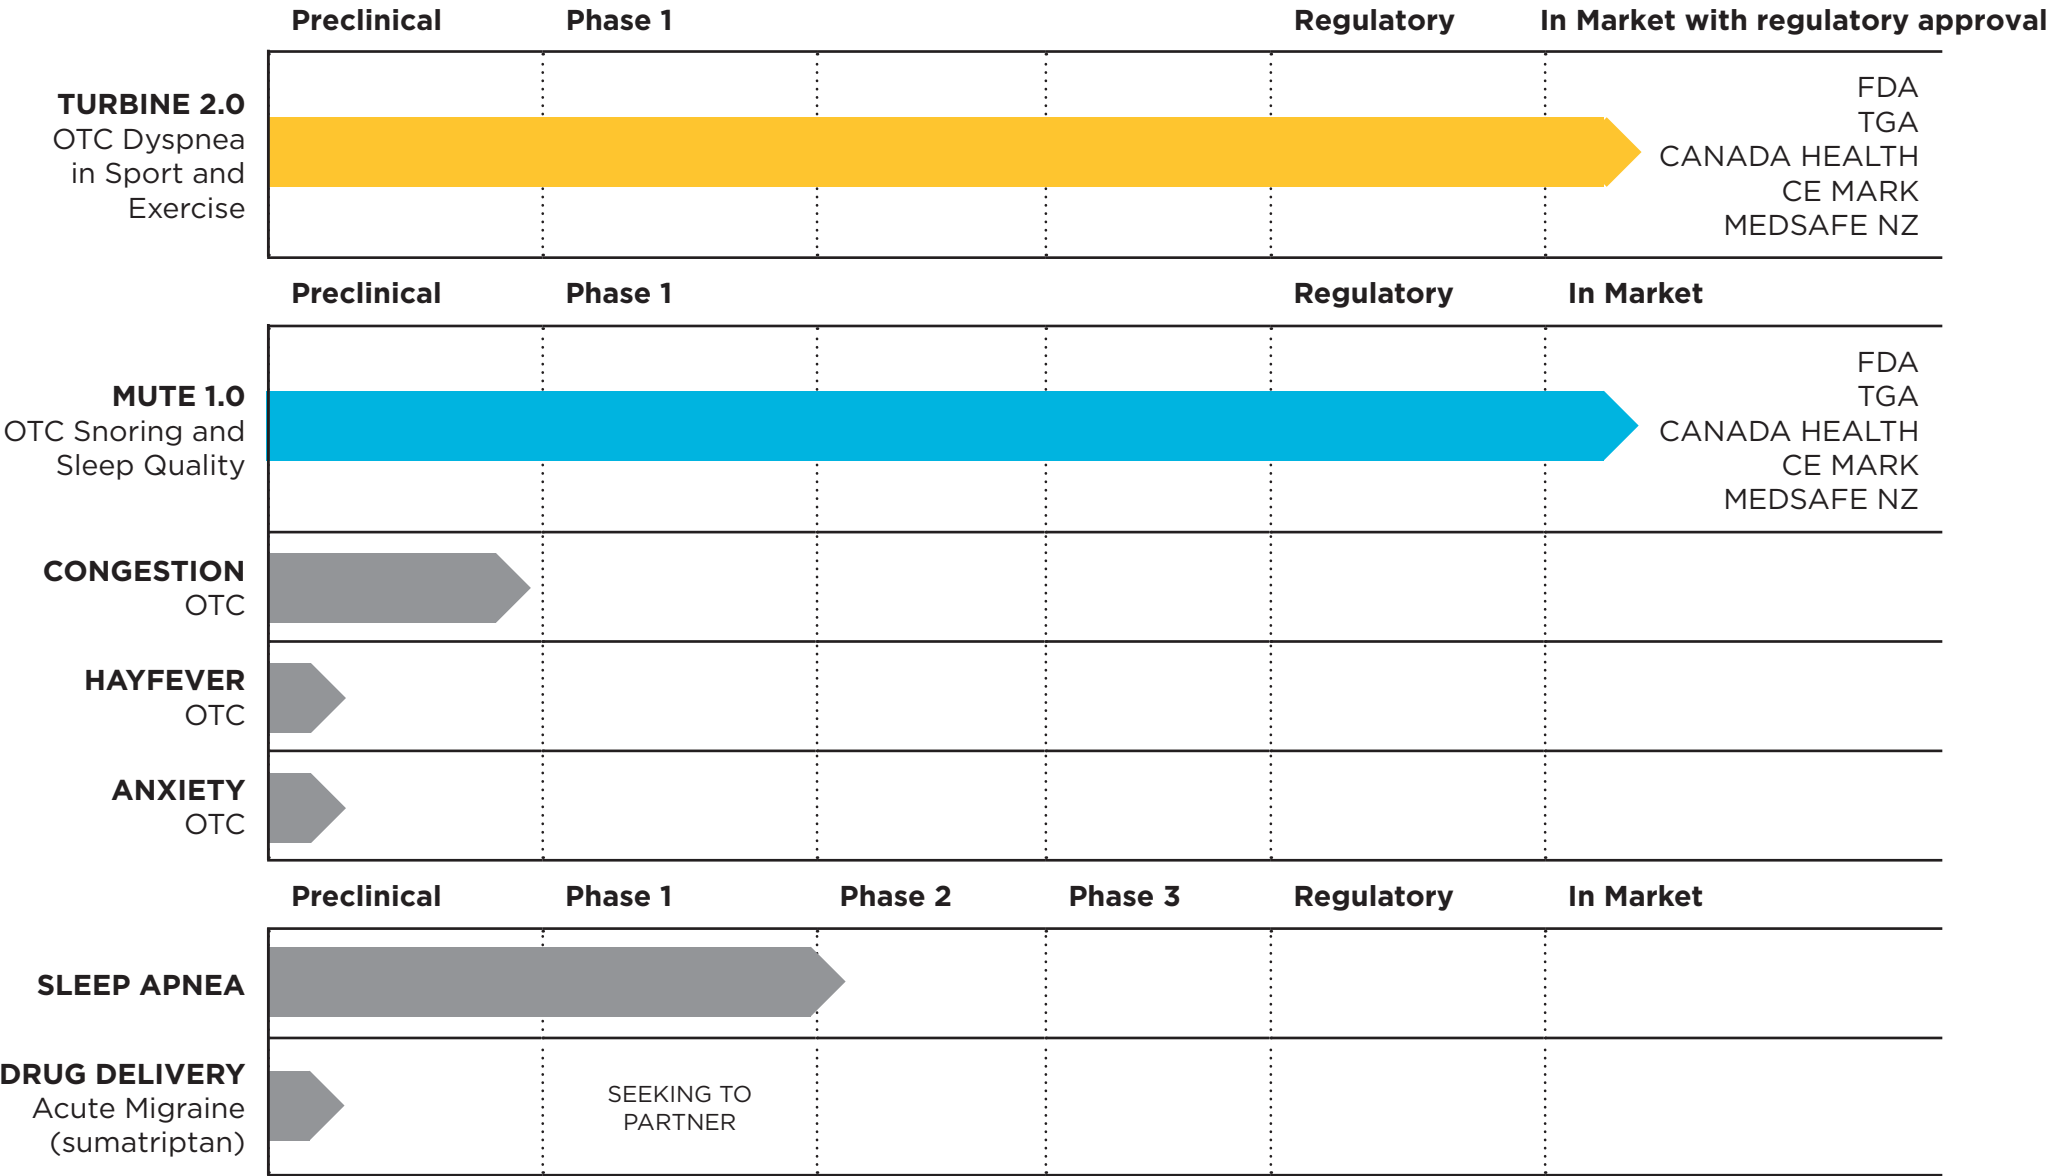 Preclinical Phase 1 Regulatory In Market with regulatory approval
TURBINE 2.0
OTC Dyspnea
in Sport and
Exercise
FDA
TGA
CANADA HEALTH
CE MARK
MEDSAFE NZ
Preclinical Phase 1 Regulatory In Market
MUTE 1.0
OTC Snoring and
Sleep Quality
FDA
TGA
CANADA HEALTH
CE MARK
MEDSAFE NZ
CONGESTION
OTC
HAYFEVER
OTC
ANXIETY
OTC
Preclinical Phase 1 Phase 2 Phase 3 Regulatory In Market
SLEEP APNEA
DRUG DELIVERY
Acute Migraine
(sumatriptan)
SEEKING TO
PARTNER